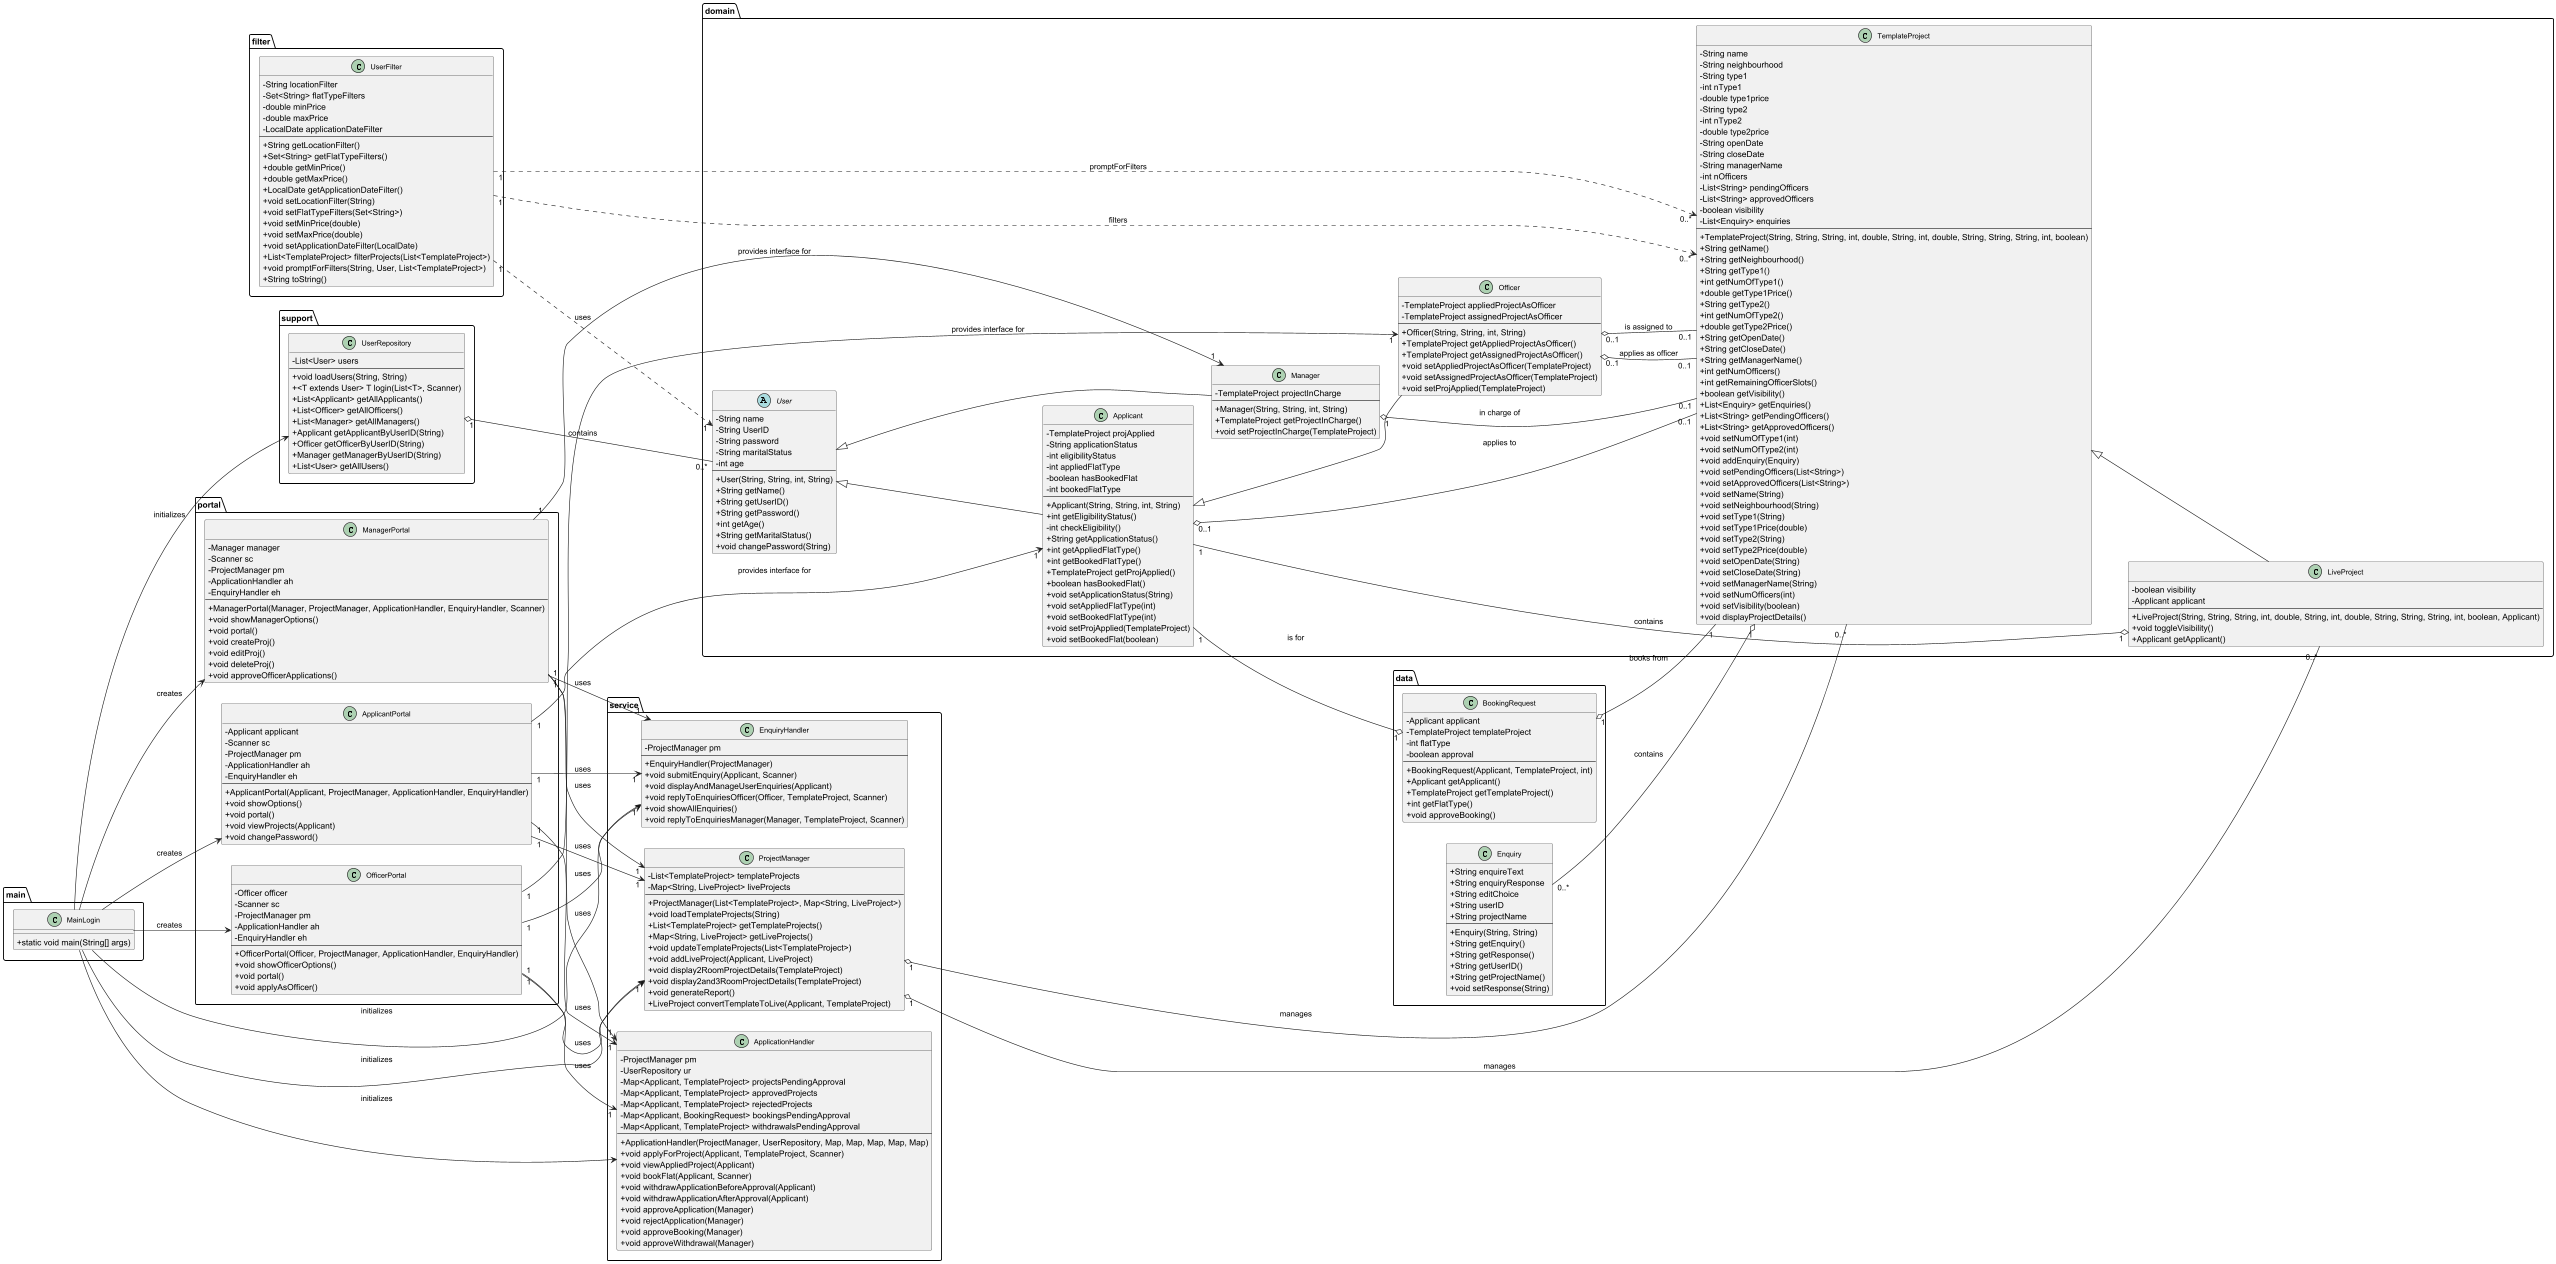 domain
TemplateProject
-String name
-String neighbourhood
-String type1
-int nType1
-double type1price
-String type2
-int nType2
-double type2price
-String openDate
-String closeDate
-String managerName
-int nOfficers
-List<String> pendingOfficers
-List<String> approvedOfficers
-boolean visibility
-List<Enquiry> enquiries
+TemplateProject(String, String, String, int, double, String, int, double, String, String, String, int, boolean)
+String getName()
+String getNeighbourhood()
+String getType1()
+int getNumOfType1()
+double getType1Price()
+String getType2()
+int getNumOfType2()
+double getType2Price()
+String getOpenDate()
+String getCloseDate()
+String getManagerName()
+int getNumOfficers()
+int getRemainingOfficerSlots()
+boolean getVisibility()
+List<Enquiry> getEnquiries()
+List<String> getPendingOfficers()
+List<String> getApprovedOfficers()
+void setNumOfType1(int)
+void setNumOfType2(int)
+void addEnquiry(Enquiry)
+void setPendingOfficers(List<String>)
+void setApprovedOfficers(List<String>)
+void setName(String)
+void setNeighbourhood(String)
+void setType1(String)
+void setType1Price(double)
+void setType2(String)
+void setType2Price(double)
+void setOpenDate(String)
+void setCloseDate(String)
+void setManagerName(String)
+void setNumOfficers(int)
+void setVisibility(boolean)
+void displayProjectDetails()
filter
UserFilter
-String locationFilter
-Set<String> flatTypeFilters
-double minPrice
-double maxPrice
-LocalDate applicationDateFilter
+String getLocationFilter()
+Set<String> getFlatTypeFilters()
+double getMinPrice()
+double getMaxPrice()
+LocalDate getApplicationDateFilter()
+void setLocationFilter(String)
+void setFlatTypeFilters(Set<String>)
+void setMinPrice(double)
+void setMaxPrice(double)
+void setApplicationDateFilter(LocalDate)
+List<TemplateProject> filterProjects(List<TemplateProject>)
+void promptForFilters(String, User, List<TemplateProject>)
+String toString()
promptForFilters
1
0..*
filters
1
0..*
uses
1
1
support
UserRepository
-List<User> users
+void loadUsers(String, String)
+<T extends User> T login(List<T>, Scanner)
+List<Applicant> getAllApplicants()
+List<Officer> getAllOfficers()
+List<Manager> getAllManagers()
+Applicant getApplicantByUserID(String)
+Officer getOfficerByUserID(String)
+Manager getManagerByUserID(String)
+List<User> getAllUsers()
contains
1
0..*
User
-String name
-String UserID
-String password
-String maritalStatus
-int age
+User(String, String, int, String)
+String getName()
+String getUserID()
+String getPassword()
+int getAge()
+String getMaritalStatus()
+void changePassword(String)
Applicant
-TemplateProject projApplied
-String applicationStatus
-int eligibilityStatus
-int appliedFlatType
-boolean hasBookedFlat
-int bookedFlatType
+Applicant(String, String, int, String)
+int getEligibilityStatus()
-int checkEligibility()
+String getApplicationStatus()
+int getAppliedFlatType()
+int getBookedFlatType()
+TemplateProject getProjApplied()
+boolean hasBookedFlat()
+void setApplicationStatus(String)
+void setAppliedFlatType(int)
+void setBookedFlatType(int)
+void setProjApplied(TemplateProject)
+void setBookedFlat(boolean)
Manager
-TemplateProject projectInCharge
+Manager(String, String, int, String)
+TemplateProject getProjectInCharge()
+void setProjectInCharge(TemplateProject)
Officer
-TemplateProject appliedProjectAsOfficer
-TemplateProject assignedProjectAsOfficer
+Officer(String, String, int, String)
+TemplateProject getAppliedProjectAsOfficer()
+TemplateProject getAssignedProjectAsOfficer()
+void setAppliedProjectAsOfficer(TemplateProject)
+void setAssignedProjectAsOfficer(TemplateProject)
+void setProjApplied(TemplateProject)
is assigned to
0..1
0..1
applies as officer
0..1
0..1
in charge of
1
0..1
applies to
0..1
0..1
contains
1
1
is for
1
1
LiveProject
-boolean visibility
-Applicant applicant
+LiveProject(String, String, String, int, double, String, int, double, String, String, String, int, boolean, Applicant)
+void toggleVisibility()
+Applicant getApplicant()
provides interface for
1
1
provides interface for
1
1
provides interface for
1
1
portal
ManagerPortal
-Manager manager
-Scanner sc
-ProjectManager pm
-ApplicationHandler ah
-EnquiryHandler eh
+ManagerPortal(Manager, ProjectManager, ApplicationHandler, EnquiryHandler, Scanner)
+void showManagerOptions()
+void portal()
+void createProj()
+void editProj()
+void deleteProj()
+void approveOfficerApplications()
ApplicantPortal
-Applicant applicant
-Scanner sc
-ProjectManager pm
-ApplicationHandler ah
-EnquiryHandler eh
+ApplicantPortal(Applicant, ProjectManager, ApplicationHandler, EnquiryHandler)
+void showOptions()
+void portal()
+void viewProjects(Applicant)
+void changePassword()
OfficerPortal
-Officer officer
-Scanner sc
-ProjectManager pm
-ApplicationHandler ah
-EnquiryHandler eh
+OfficerPortal(Officer, ProjectManager, ApplicationHandler, EnquiryHandler)
+void showOfficerOptions()
+void portal()
+void applyAsOfficer()
main
MainLogin
+static void main(String[] args)
initializes
creates
creates
creates
initializes
initializes
initializes
service
EnquiryHandler
-ProjectManager pm
+EnquiryHandler(ProjectManager)
+void submitEnquiry(Applicant, Scanner)
+void displayAndManageUserEnquiries(Applicant)
+void replyToEnquiriesOfficer(Officer, TemplateProject, Scanner)
+void showAllEnquiries()
+void replyToEnquiriesManager(Manager, TemplateProject, Scanner)
ProjectManager
-List<TemplateProject> templateProjects
-Map<String, LiveProject> liveProjects
+ProjectManager(List<TemplateProject>, Map<String, LiveProject>)
+void loadTemplateProjects(String)
+List<TemplateProject> getTemplateProjects()
+Map<String, LiveProject> getLiveProjects()
+void updateTemplateProjects(List<TemplateProject>)
+void addLiveProject(Applicant, LiveProject)
+void display2RoomProjectDetails(TemplateProject)
+void display2and3RoomProjectDetails(TemplateProject)
+void generateReport()
+LiveProject convertTemplateToLive(Applicant, TemplateProject)
ApplicationHandler
-ProjectManager pm
-UserRepository ur
-Map<Applicant, TemplateProject> projectsPendingApproval
-Map<Applicant, TemplateProject> approvedProjects
-Map<Applicant, TemplateProject> rejectedProjects
-Map<Applicant, BookingRequest> bookingsPendingApproval
-Map<Applicant, TemplateProject> withdrawalsPendingApproval
+ApplicationHandler(ProjectManager, UserRepository, Map, Map, Map, Map, Map)
+void applyForProject(Applicant, TemplateProject, Scanner)
+void viewAppliedProject(Applicant)
+void bookFlat(Applicant, Scanner)
+void withdrawApplicationBeforeApproval(Applicant)
+void withdrawApplicationAfterApproval(Applicant)
+void approveApplication(Manager)
+void rejectApplication(Manager)
+void approveBooking(Manager)
+void approveWithdrawal(Manager)
uses
uses
uses
uses
uses
uses
uses
uses
uses
data
BookingRequest
-Applicant applicant
-TemplateProject templateProject
-int flatType
-boolean approval
+BookingRequest(Applicant, TemplateProject, int)
+Applicant getApplicant()
+TemplateProject getTemplateProject()
+int getFlatType()
+void approveBooking()
Enquiry
+String enquireText
+String enquiryResponse
+String editChoice
+String userID
+String projectName
+Enquiry(String, String)
+String getEnquiry()
+String getResponse()
+String getUserID()
+String getProjectName()
+void setResponse(String)
books from
1
1
contains
1
0..*
manages
1
0..*
manages
1
0..*